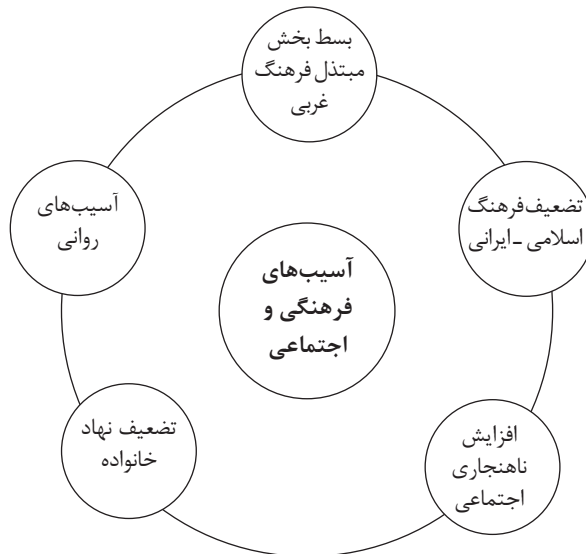 بسط بخش
مبتذل فرهنگ
غربی
تضعیف فرهنگ
اسلامی ـ ایرانی
افزایش
ناهنجاری
اجتماعی
تضعیف نهاد
خانواده
آسیب‌های
روانی
آسیب‌های
فرهنگی و
اجتماعی